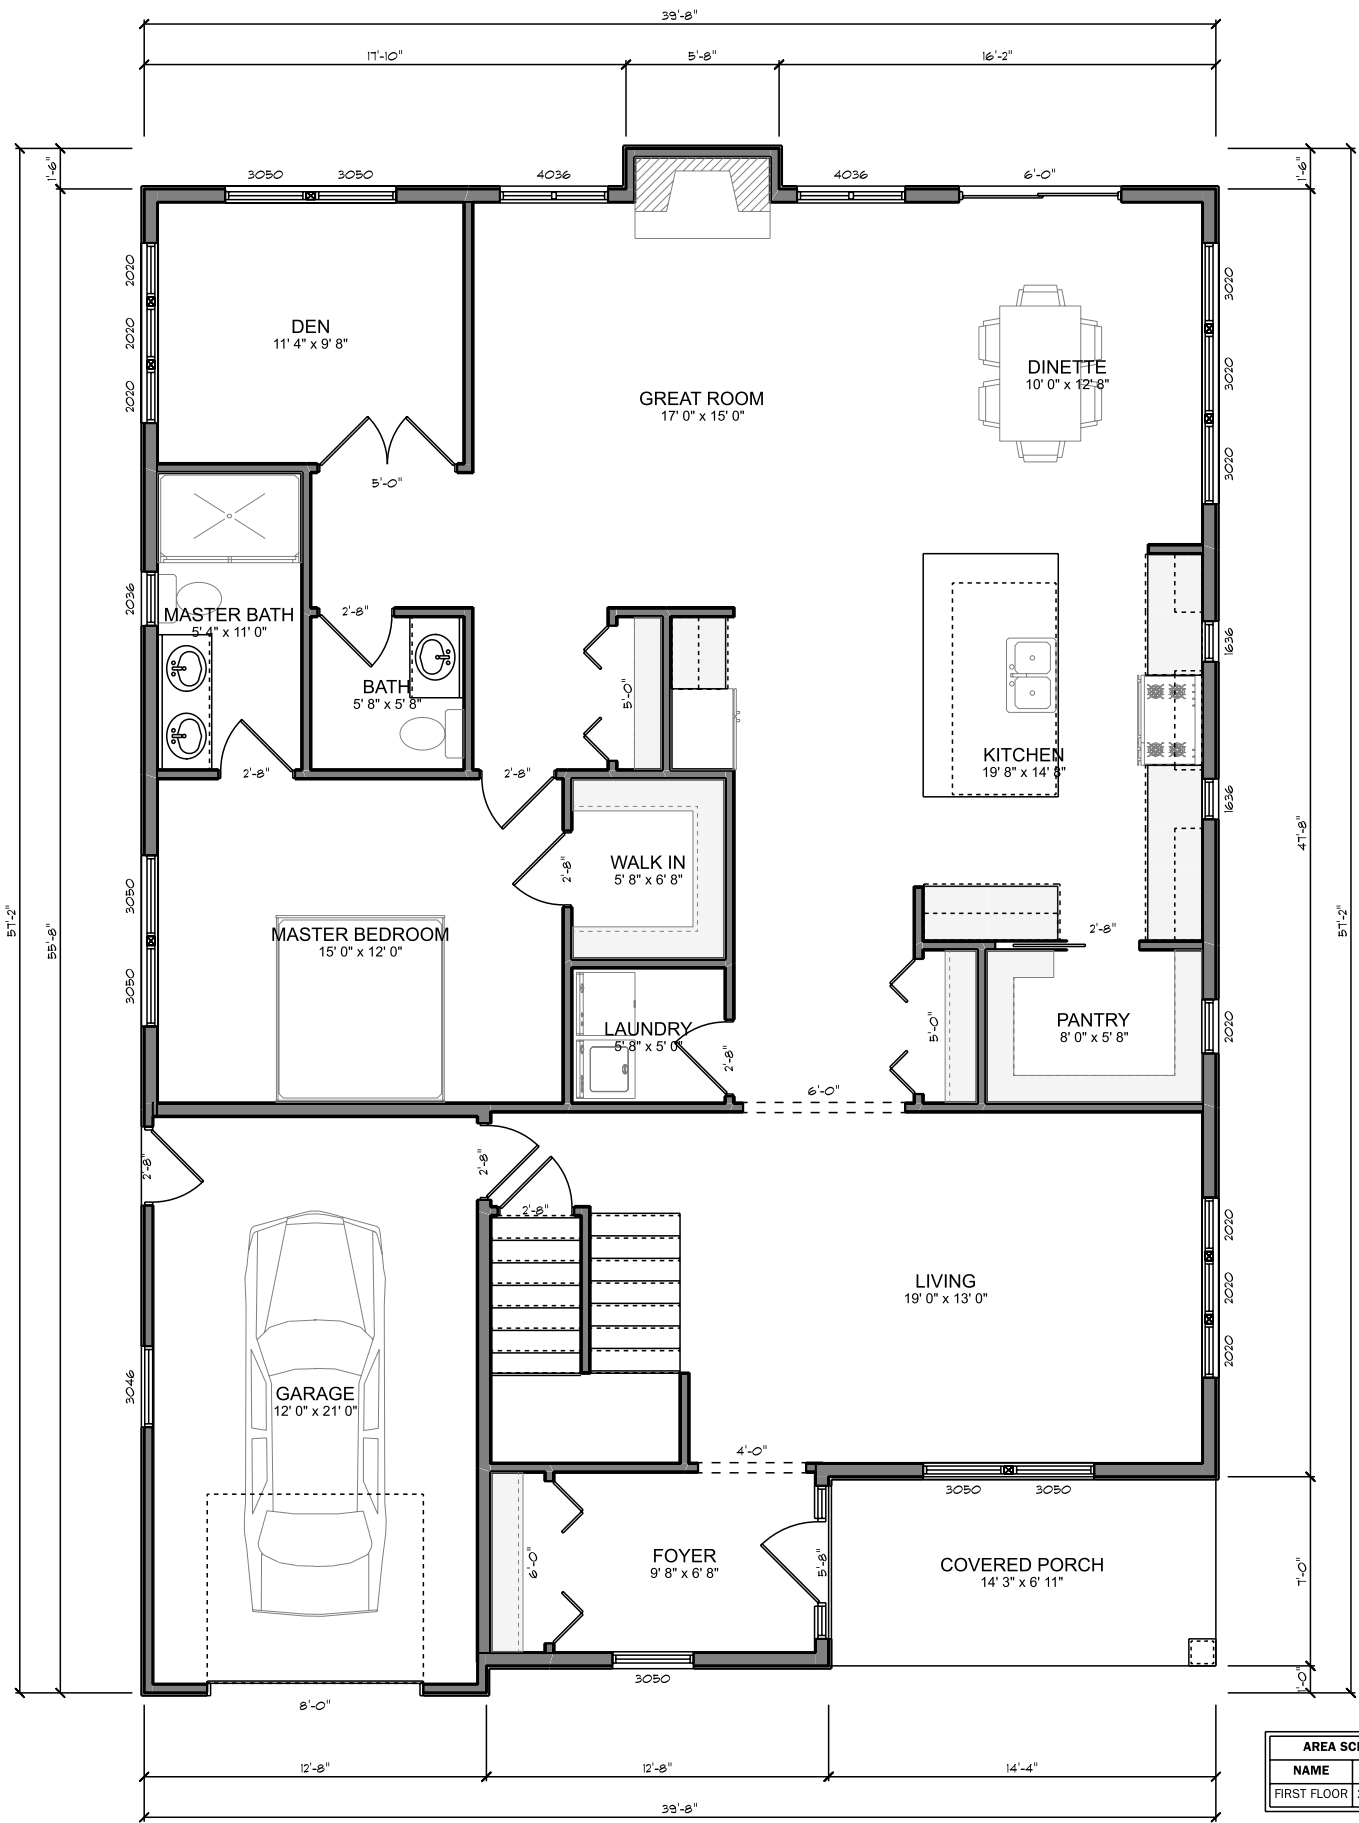 39'-8"
17'-10"
5'-8"
16'-2"
1'-6"
1'-6"
3050
3050
4036
4036
6'-0"
1'-6"
57'-2"
55'-8"
2020
2020
2020
DEN
11' 4" x 9' 8"
GREAT ROOM
17' 0" x 15' 0"
DINETTE
10' 0" x 12' 8"
3020
3020
3020
5'-0"
2036
MASTER BATH
5' 4" x 11' 0"
2'-8"
BATH
5' 8" x 5' 8"
5'-0"
2'-8"
2'-8"
KITCHEN
19' 8" x 14' 8"
1636
1636
47'-8"
57'-2"
WALK IN
5' 8" x 6' 8"
2'-8"
3050
3050
MASTER BEDROOM
15' 0" x 12' 0"
2'-8"
LAUNDRY
5' 8" x 5' 0"
2'-8"
5'-0"
PANTRY
8' 0" x 5' 8"
2020
6'-0"
2'-8"
2'-8"
2'-8"
LIVING
19' 0" x 13' 0"
2020
2020
2020
3046
GARAGE
12' 0" x 21' 0"
4'-0"
3050
3050
6'-0"
FOYER
9' 8" x 6' 8"
5'-8"
COVERED PORCH
14' 3" x 6' 11"
7'-0"
1'-0"
3050
8'-0"
12'-8"
12'-8"
14'-4"
39'-8"
AREA SC
NAME
FIRST FLOOR